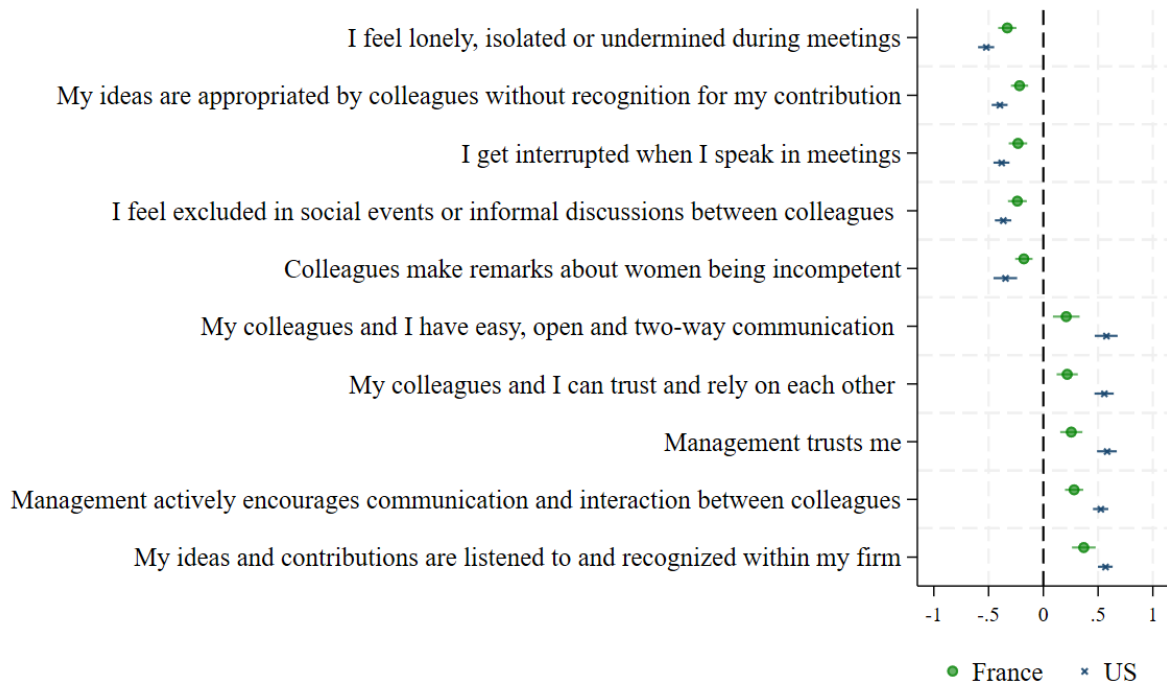 I feel lonely, isolated or undermined during meetings
My ideas are appropriated by colleagues without recognition for my contribution
I get interrupted when I speak in meetings
I feel excluded in social events or informal discussions between colleagues
Colleagues make remarks about women being incompetent
My colleagues and I have easy, open and two-way communication
My colleagues and I can trust and rely on each other
Management trusts me
Management actively encourages communication and interaction between colleagues
My ideas and contributions are listened to and recognized within my firm
-1 -.5 0 .5 1
France US